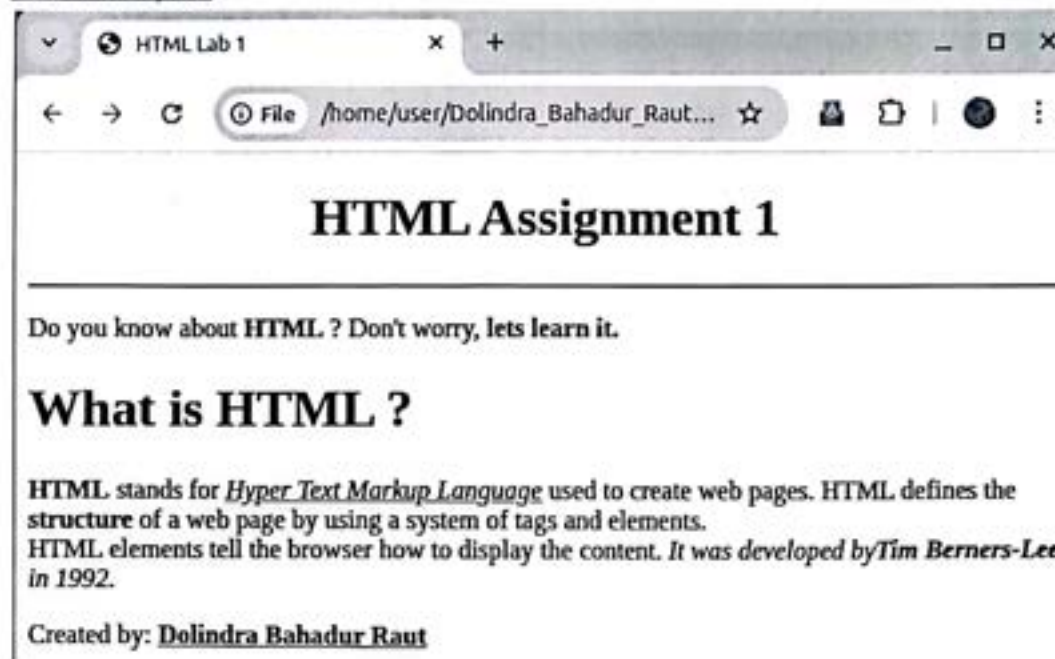 HTML Lab 1
File /home/user/Dolindra_Bahadur_Raut...
HTML Assignment 1
Do you know about HTML ? Don't worry, lets learn it.
What is HTML ?
HTML stands for Hyper Text Markup Language used to create web pages. HTML defines the
structure of a web page by using a system of tags and elements.
HTML elements tell the browser how to display the content. It was developed byTim Berners-Lee
in 1992.
Created by: Dolindra Bahadur Raut